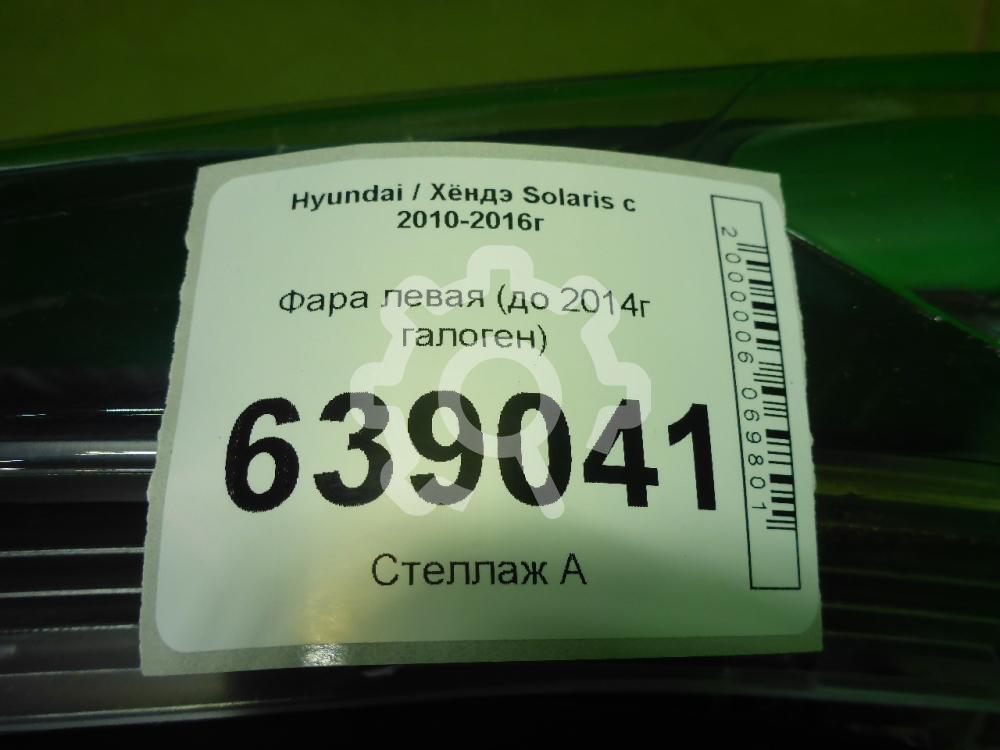 Hyundai / Хёндэ Solaris с
2010-2016г
Фара левая (до 2014г
галоген)
639041
Стеллаж А
2000006069801